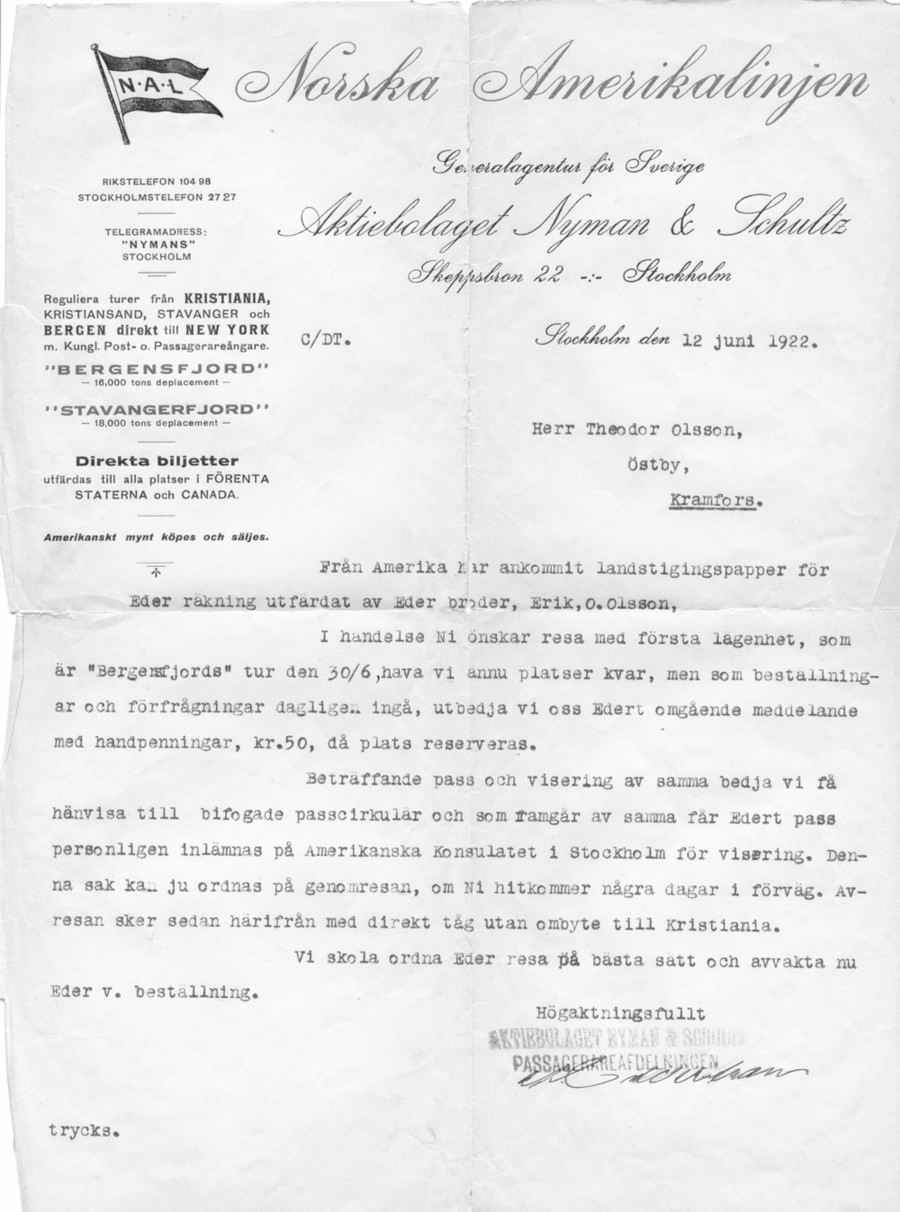 N·A·L
Norska Amerikalinjen
Generalagentur för Sverige
Aktiebolaget Nyman & Schultz
Skeppsbron 22 -:- Stockholm
RIKSTELEFON 104 98
STOCKHOLMSTELEFON 27 27
TELEGRAMADRESS:
"NYMANS"
STOCKHOLM
Reguliera turer från KRISTIANIA,
KRISTIANSAND, STAVANGER och
BERGEN direkt till NEW YORK
m. Kungl. Post- o. Passagerareångare.
"BERGENSFJORD"
— 16,000 tons deplacement —
"STAVANGERFJORD"
— 18,000 tons deplacement —
Direkta biljetter
utfärdas till alla platser i FÖRENTA
STATERNA och CANADA.
Amerikanskt mynt köpes och säljes.
C/DT.
Stockholm den 12 juni 1922.
Herr Theodor Olsson,
Östby,
Kramfors.
Från Amerika har ankommit landstigingspapper för
Eder räkning utfärdat av Eder broder, Erik,O.Olsson,
I händelse Ni önskar resa med första lägenhet, som
är "Bergensfjords" tur den 30/6,hava vi ännu platser kvar, men som beställning-
ar och förfrågningar dagligen ingå, utbedja vi oss Edert omgående meddelande
med handpenningar, kr.50, då plats reserveras.
Beträffande pass och visering av samma bedja vi få
hänvisa till bifogade passcirkulär och som framgår av samma får Edert pass
personligen inlämnas på Amerikanska Konsulatet i Stockholm för visering. Den-
na sak kan ju ordnas på genomresan, om Ni hitkommer några dagar i förväg. Av-
resan sker sedan härifrån med direkt tåg utan ombyte till Kristiania.
Vi skola ordna Eder resa på bästa sätt och avvakta nu
Eder v. beställning.
Högaktningsfullt
AKTIEBOLAGET NYMAN & SCHULTZ
PASSAGERAREAFDELNINGEN
trycks.